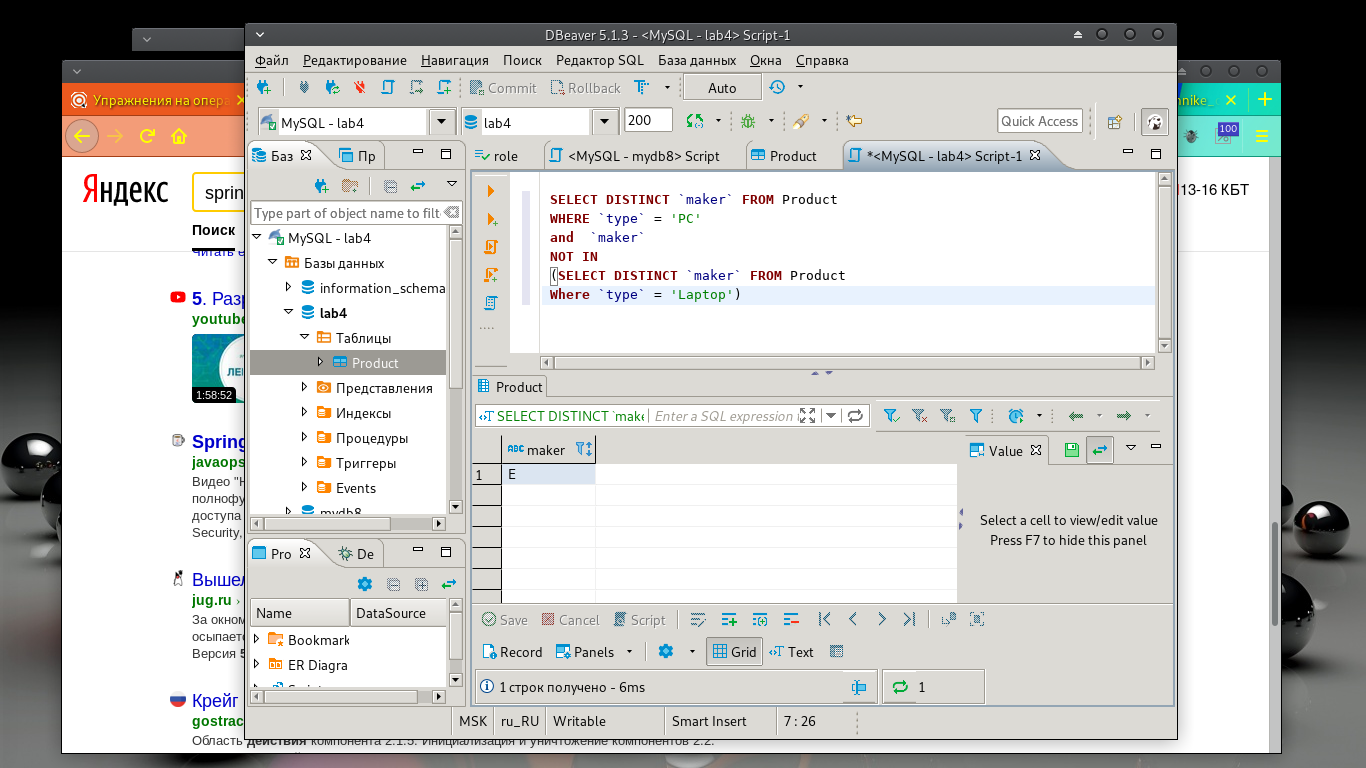 DBeaver 5.1.3 - <MySQL - lab4> Script-1
Файл Редактирование Навигация Поиск Редактор SQL База данных Окна Справка
Commit Rollback Auto
MySQL - lab4 lab4 200 Quick Access
Упражнения на опера
100
Баз Пр
role <MySQL - mydb8> Script Product *<MySQL - lab4> Script-1
Яндекс
sprin
13-16 КБТ
Поиск
Type part of object name to filt
MySQL - lab4
Базы данных
information_schema
lab4
Таблицы
Product
Представления
Индексы
Процедуры
Триггеры
Events
mydb8
SELECT DISTINCT `maker` FROM Product
WHERE `type` = 'PC'
and  `maker`
NOT IN
(SELECT DISTINCT `maker` FROM Product
Where `type` = 'Laptop')
Product
SELECT DISTINCT `make Enter a SQL expression
ABC maker
1 E
Value
Select a cell to view/edit value
Press F7 to hide this panel
Pro De
Name DataSource
Bookmark
ER Diagra
Save Cancel Script
Record Panels Grid Text
1 строк получено - 6ms 1
MSK ru_RU Writable Smart Insert 7 : 26
5. Раз
youtube
1:58:52
Spring
javaops
Видео "Н
полнофу
доступа
Security,
Вышел
jug.ru ›
За окном
осыпает
Версия 5
Крейг
gostrac
Область действия компонента 2.1.5. Инициализация и уничтожение компонентов 2.2.